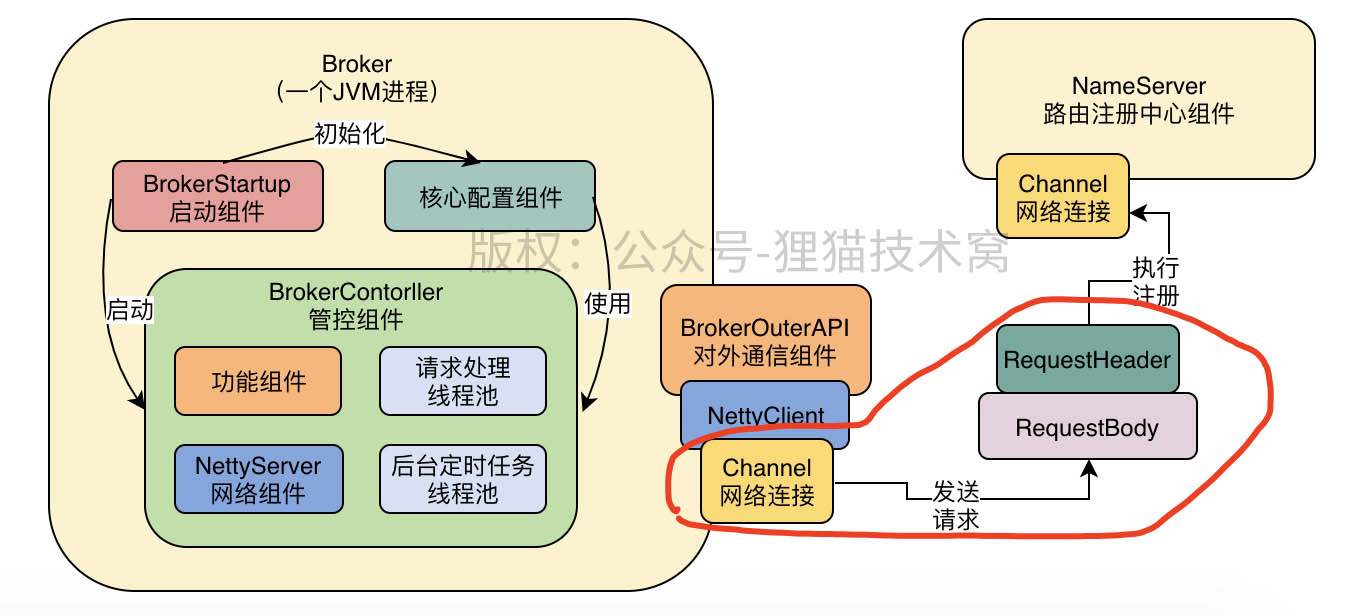 Broker
（一个JVM进程）
初始化
BrokerStartup
启动组件
核心配置组件
启动
使用
BrokerContorller
管控组件
功能组件
请求处理
线程池
NettyServer
网络组件
后台定时任务
线程池
BrokerOuterAPI
对外通信组件
NettyClient
Channel
网络连接
发送
请求
RequestHeader
RequestBody
执行
注册
NameServer
路由注册中心组件
Channel
网络连接
版权：公众号-狸猫技术窝